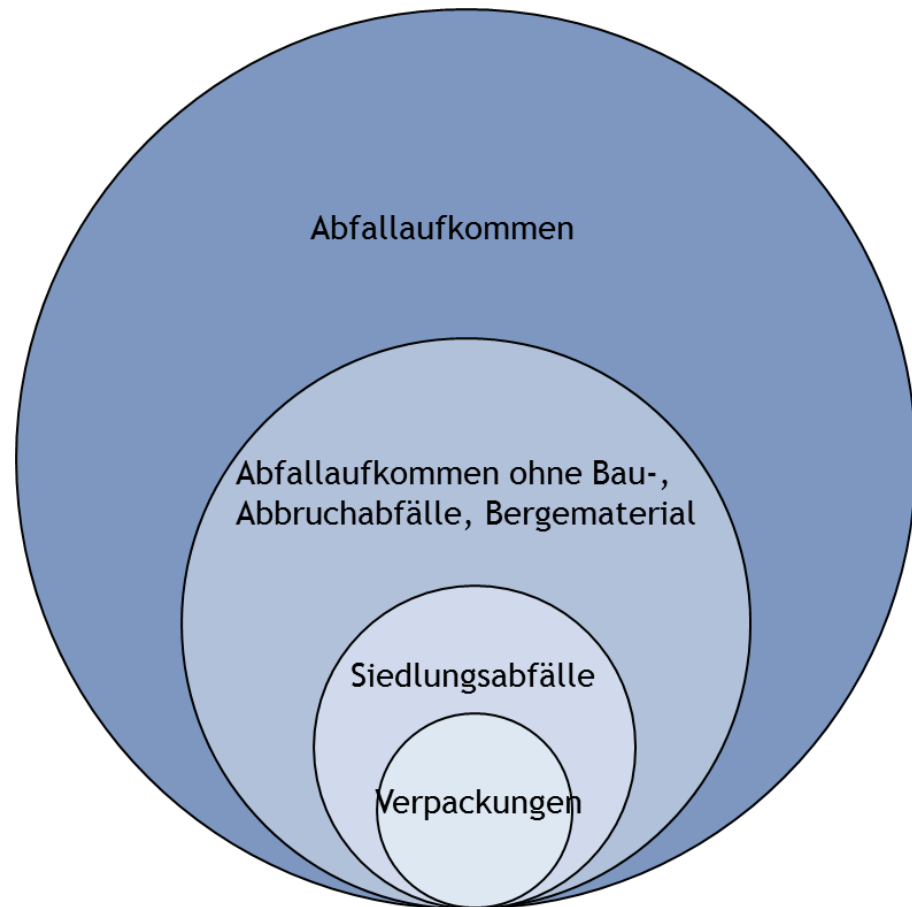 Abfallaufkommen
Abfallaufkommen ohne Bau-,
Abbruchabfälle, Bergematerial
Siedlungsabfälle
Verpackungen